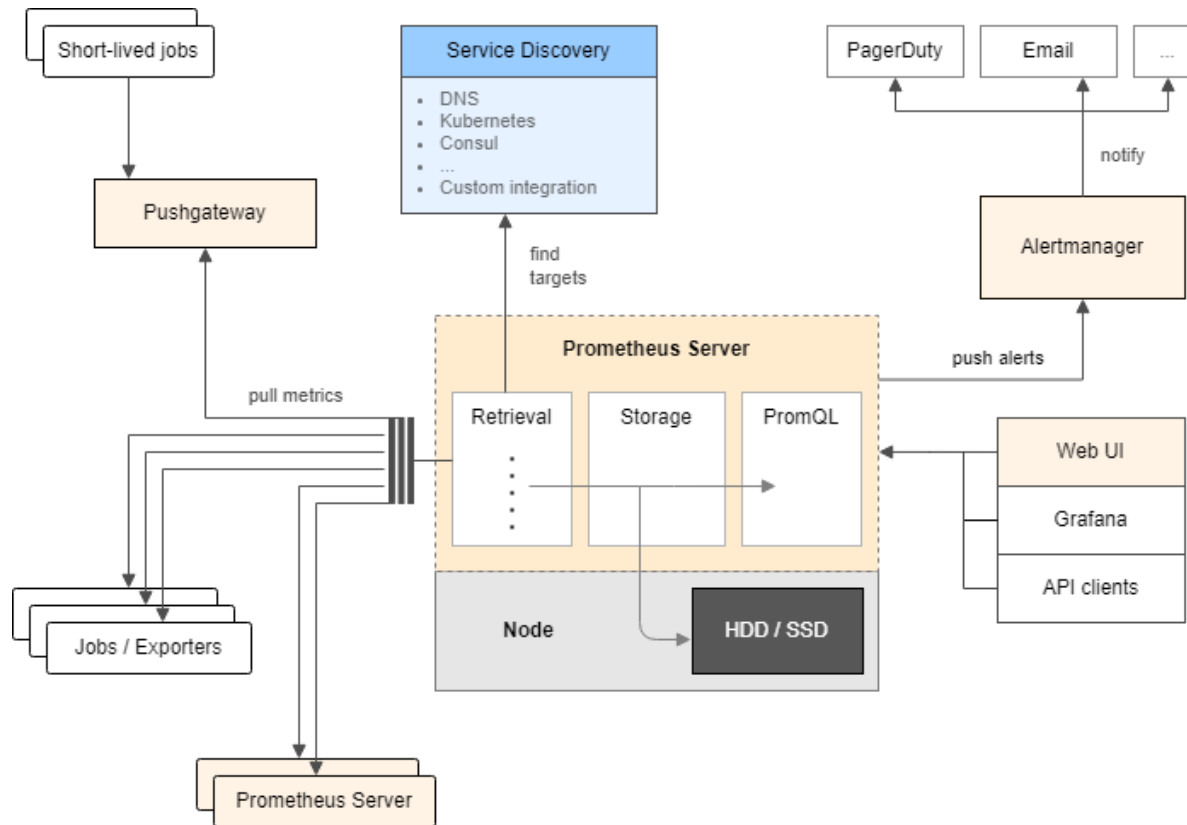 Short-lived jobs
Service Discovery
• DNS
• Kubernetes
• Consul
• ...
• Custom integration
PagerDuty
Email
...
notify
Pushgateway
Alertmanager
find
targets
Prometheus Server
push alerts
pull metrics
Retrieval
Storage
PromQL
Web UI
Grafana
API clients
Node
HDD / SSD
Jobs / Exporters
Prometheus Server